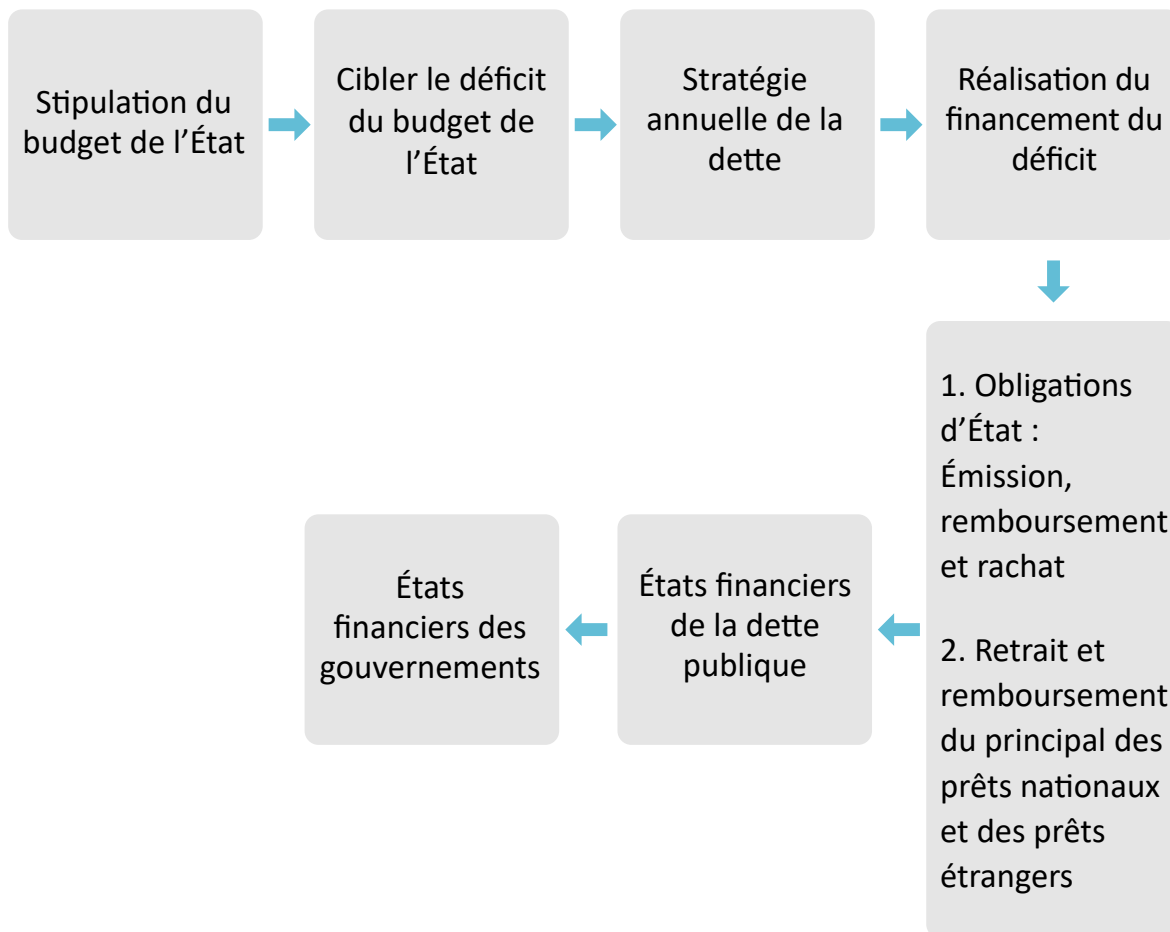 Stipulation du
budget de l’État
Cibler le déficit
du budget de
l’État
Stratégie
annuelle de la
dette
Réalisation du
financement du
déficit
1. Obligations
d’État :
Émission,
remboursement
et rachat
2. Retrait et
remboursement
du principal des
prêts nationaux
et des prêts
étrangers
États financiers
de la dette
publique
États
financiers des
gouvernements